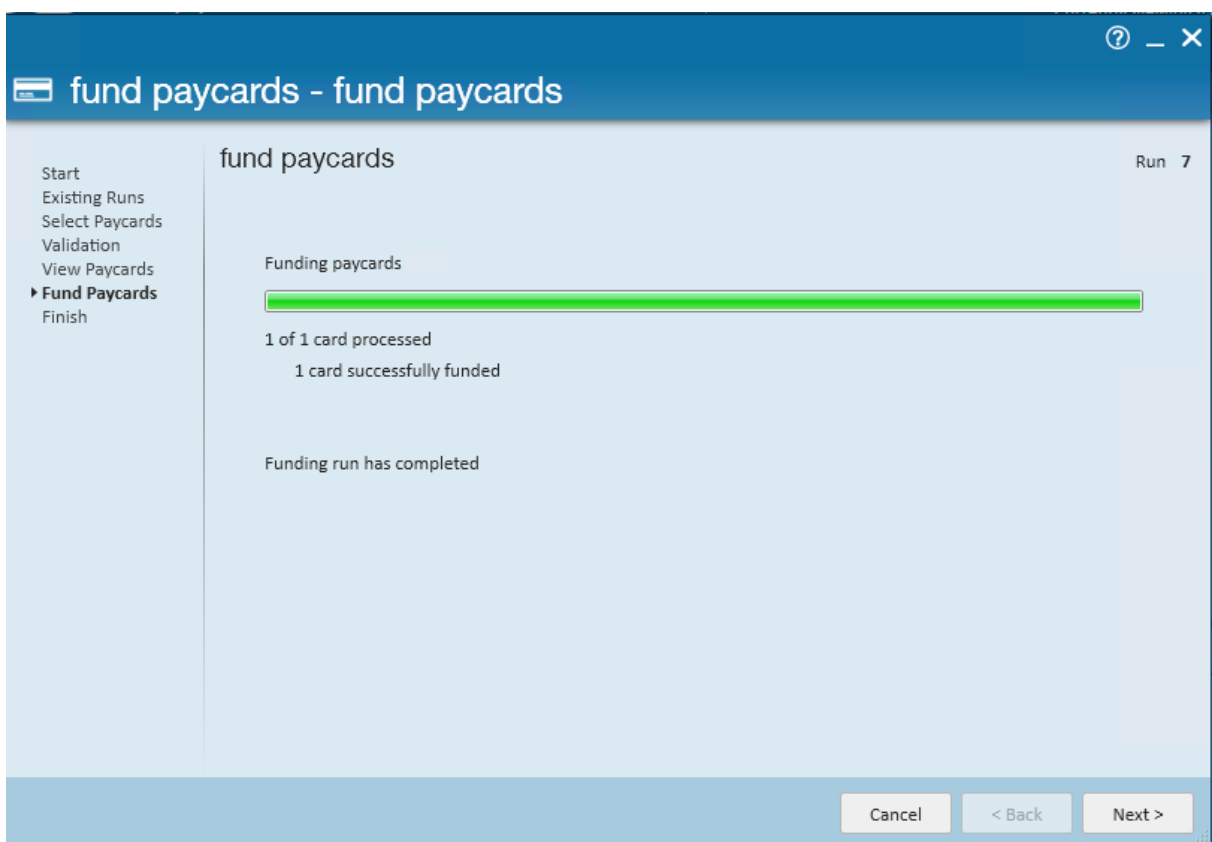 fund paycards - fund paycards
Start
Existing Runs
Select Paycards
Validation
View Paycards
Fund Paycards
Finish
fund paycards
Run 7
Funding paycards
1 of 1 card processed
1 card successfully funded
Funding run has completed
Cancel
< Back
Next >